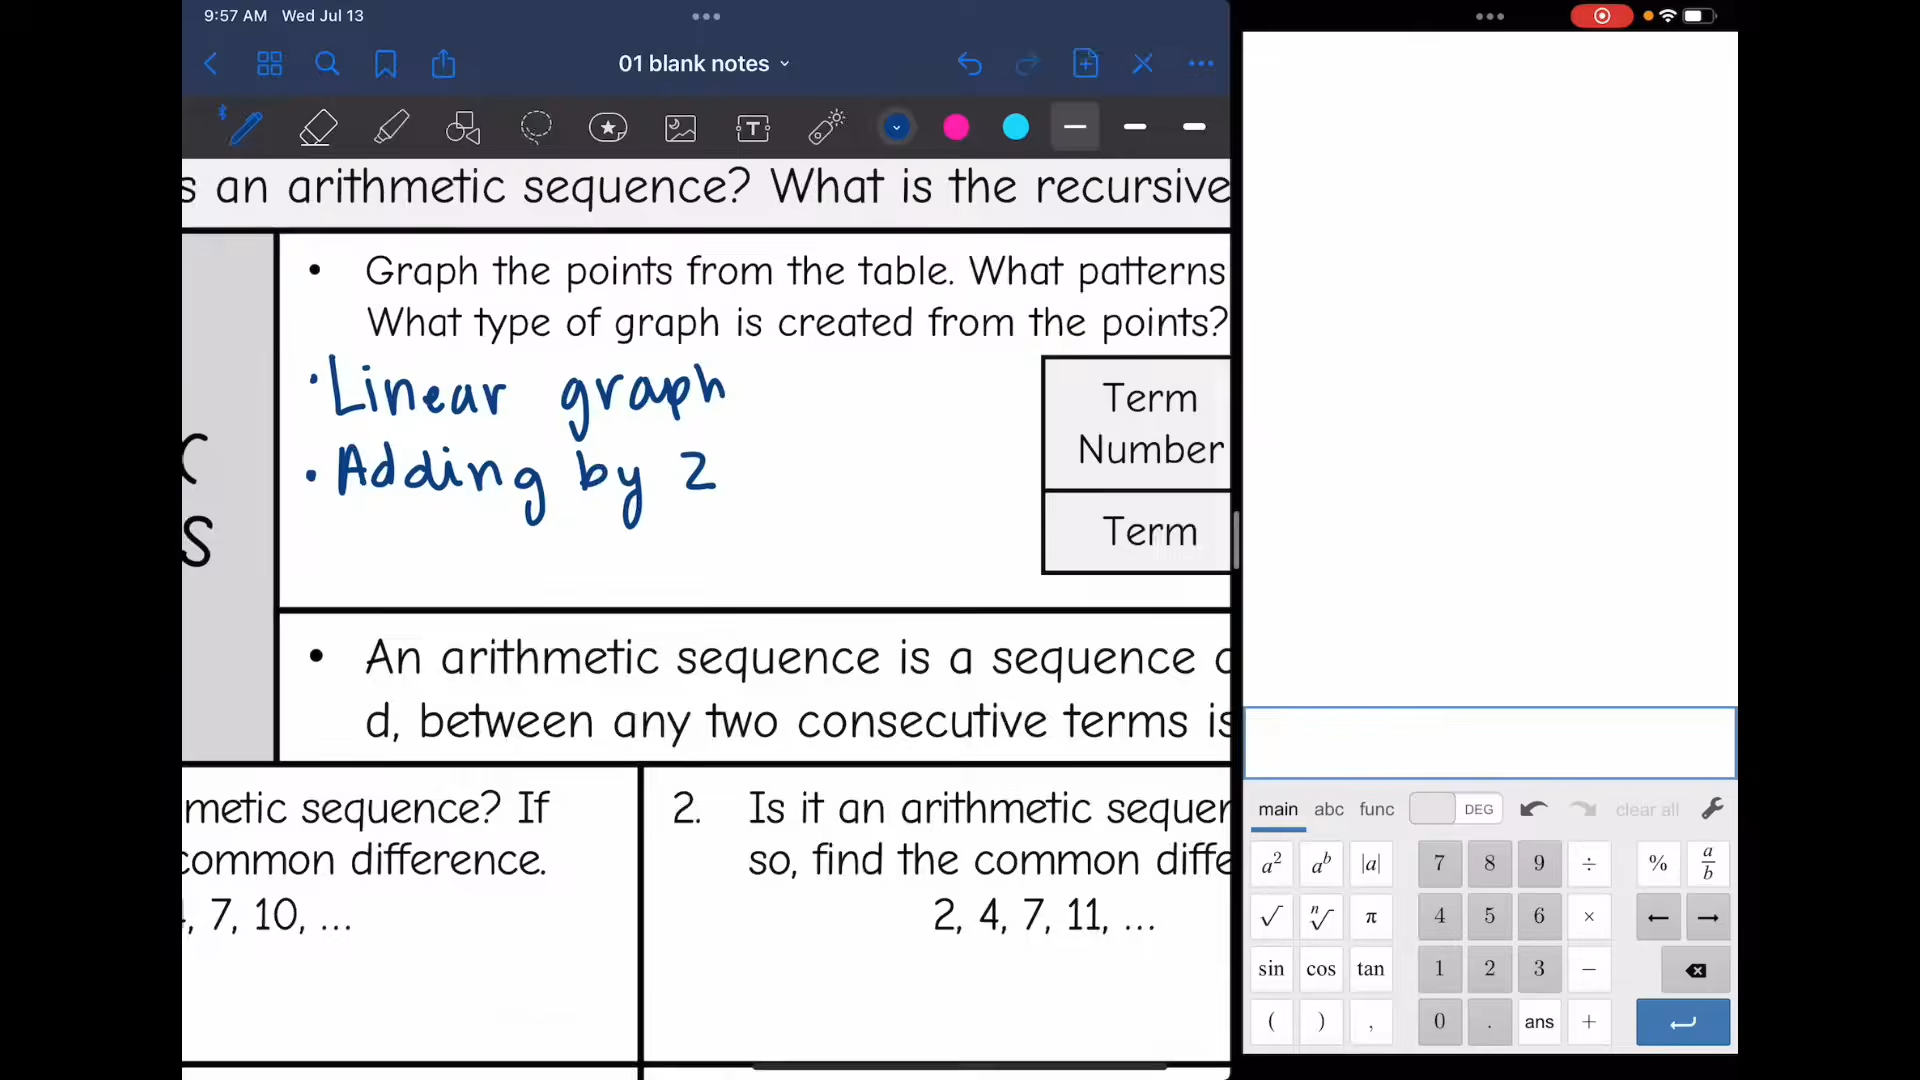 9:57 AM Wed Jul 13
01 blank notes
s an arithmetic sequence? What is the recursive
• Graph the points from the table. What patterns
What type of graph is created from the points?
• Linear graph
• Adding by 2
Term
Number
Term
S
• An arithmetic sequence is a sequence
d, between any two consecutive terms is
metic sequence? If
common difference.
, 7, 10, ...
2. Is it an arithmetic sequer
so, find the common diffe
2, 4, 7, 11, ...
main abc func DEG clear all
a² aᵇ |a| 7 8 9 ÷ % a/b
√ ⁿ√ π 4 5 6 × ← →
sin cos tan 1 2 3 −
( ) , 0 . ans +